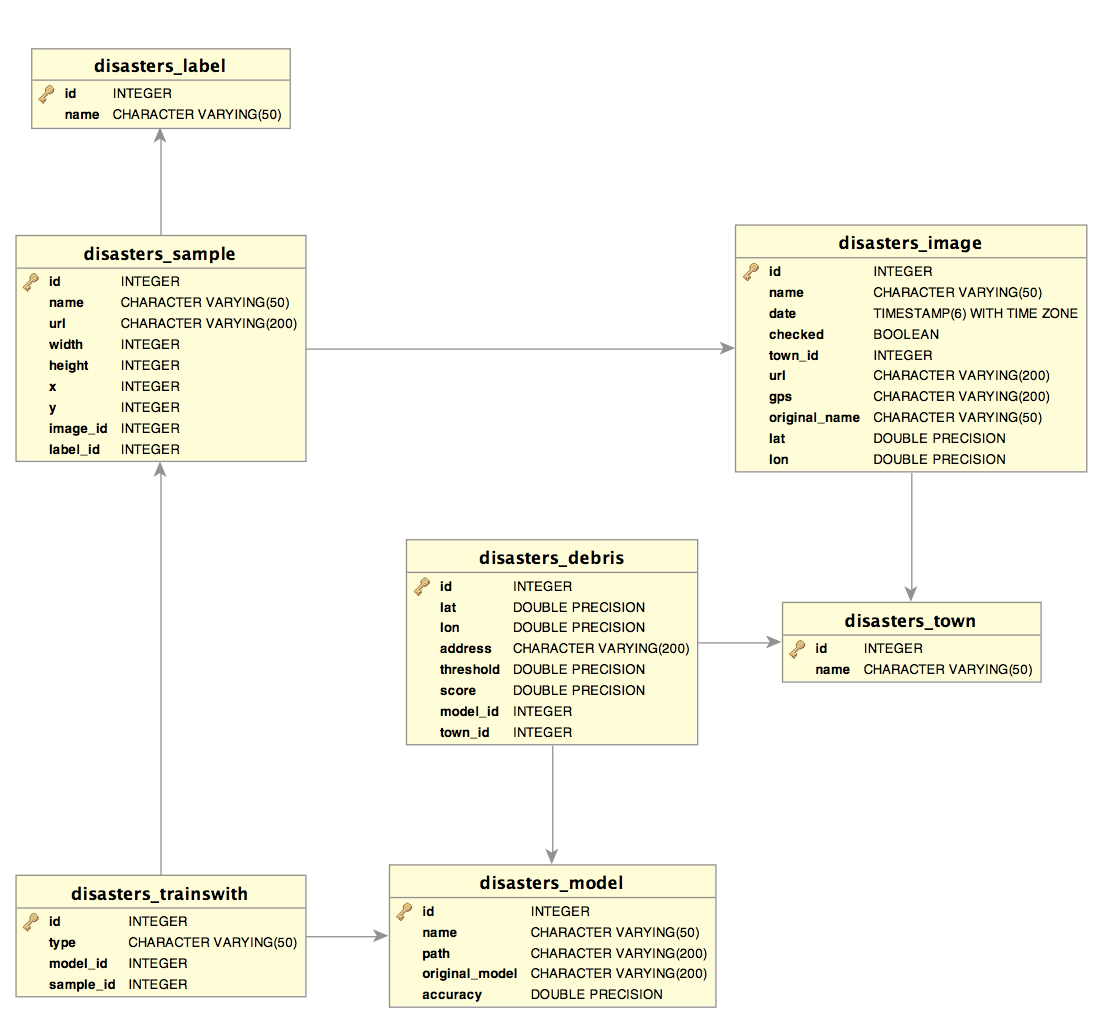 disasters_label
id INTEGER
name CHARACTER VARYING(50)
disasters_sample
id INTEGER
name CHARACTER VARYING(50)
url CHARACTER VARYING(200)
width INTEGER
height INTEGER
x INTEGER
y INTEGER
image_id INTEGER
label_id INTEGER
disasters_image
id INTEGER
name CHARACTER VARYING(50)
date TIMESTAMP(6) WITH TIME ZONE
checked BOOLEAN
town_id INTEGER
url CHARACTER VARYING(200)
gps CHARACTER VARYING(200)
original_name CHARACTER VARYING(50)
lat DOUBLE PRECISION
lon DOUBLE PRECISION
disasters_debris
id INTEGER
lat DOUBLE PRECISION
lon DOUBLE PRECISION
address CHARACTER VARYING(200)
threshold DOUBLE PRECISION
score DOUBLE PRECISION
model_id INTEGER
town_id INTEGER
disasters_town
id INTEGER
name CHARACTER VARYING(50)
disasters_trainswith
id INTEGER
type CHARACTER VARYING(50)
model_id INTEGER
sample_id INTEGER
disasters_model
id INTEGER
name CHARACTER VARYING(50)
path CHARACTER VARYING(200)
original_model CHARACTER VARYING(200)
accuracy DOUBLE PRECISION